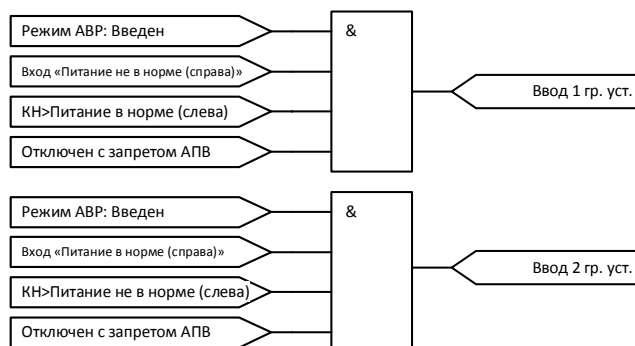 Режим АВР: Введен
&
Вход «Питание не в норме (справа)»
Ввод 1 гр. уст.
КН>Питание в норме (слева)
Отключен с запретом АПВ
Режим АВР: Введен
&
Вход «Питание в норме (справа)»
Ввод 2 гр. уст.
КН>Питание не в норме (слева)
Отключен с запретом АПВ